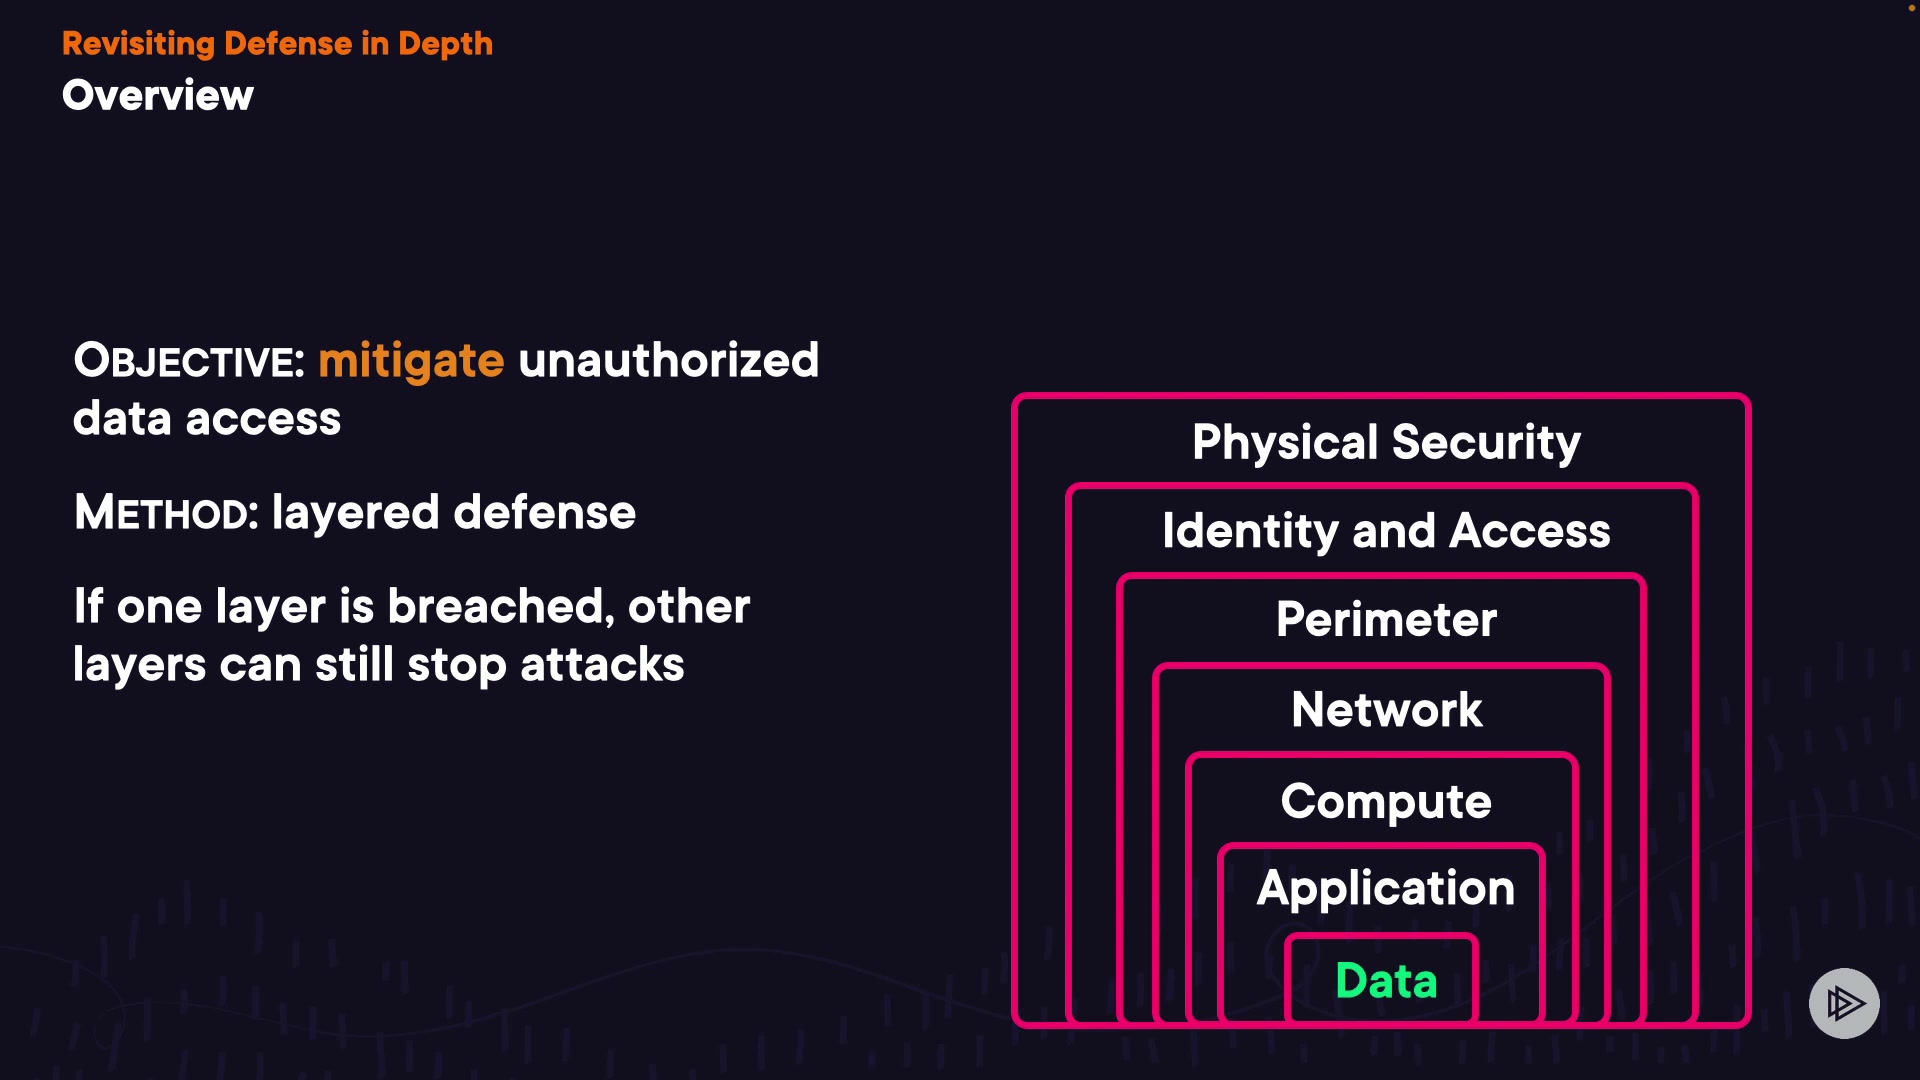 Revisiting Defense in Depth
Overview
OBJECTIVE: mitigate unauthorized
data access
METHOD: layered defense
If one layer is breached, other
layers can still stop attacks
Physical Security
Identity and Access
Perimeter
Network
Compute
Application
Data